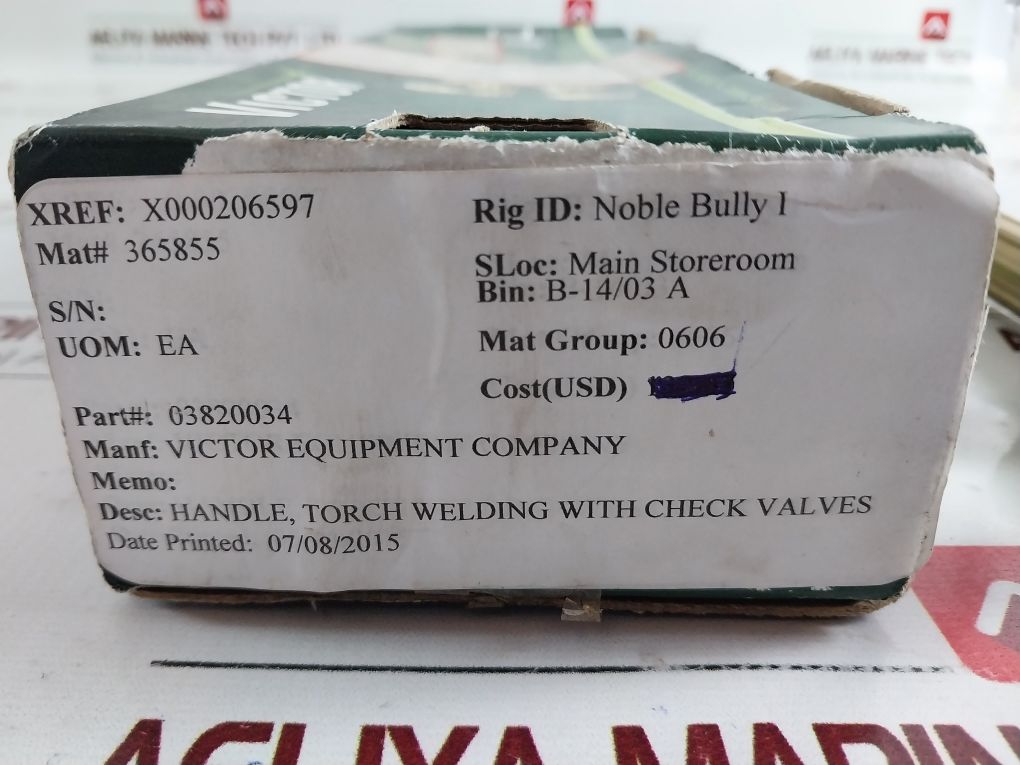 VICTOR
XREF: X000206597
Mat# 365855
S/N:
UOM: EA
Part#: 03820034
Manf: VICTOR EQUIPMENT COMPANY
Memo:
Desc: HANDLE, TORCH WELDING WITH CHECK VALVES
Date Printed: 07/08/2015
Rig ID: Noble Bully I
SLoc: Main Storeroom
Bin: B-14/03 A
Mat Group: 0606
Cost(USD)